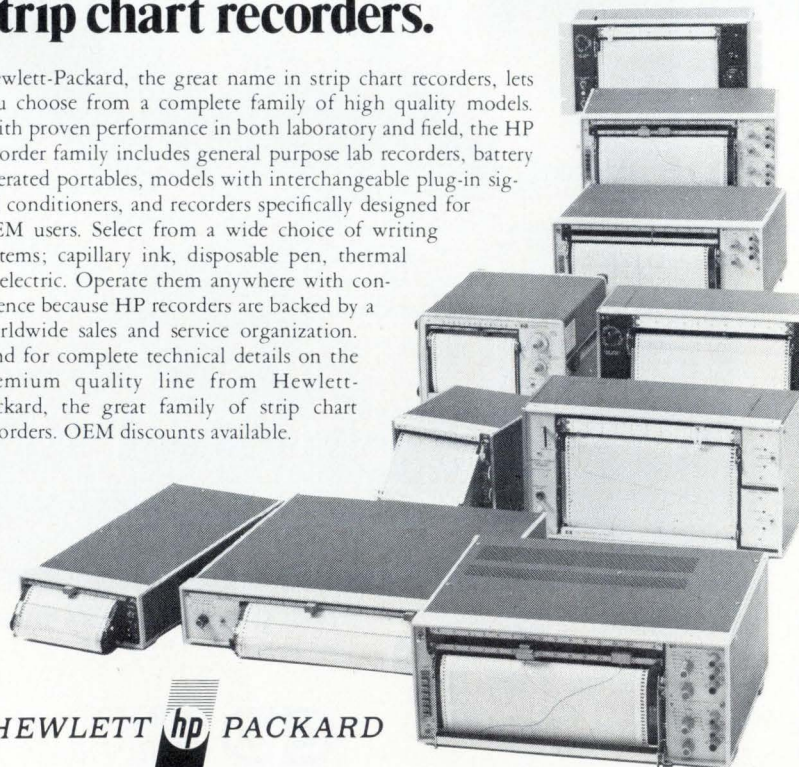 trip chart recorders.
ewlett-Packard, the great name in strip chart recorders, lets
u choose from a complete family of high quality models.
ith proven performance in both laboratory and field, the HP
order family includes general purpose lab recorders, battery
erated portables, models with interchangeable plug-in sig-
conditioners, and recorders specifically designed for
EM users. Select from a wide choice of writing
stems; capillary ink, disposable pen, thermal
electric. Operate them anywhere with con-
ence because HP recorders are backed by a
rldwide sales and service organization.
nd for complete technical details on the
emium quality line from Hewlett-
ckard, the great family of strip chart
orders. OEM discounts available.
HEWLETT hp PACKARD